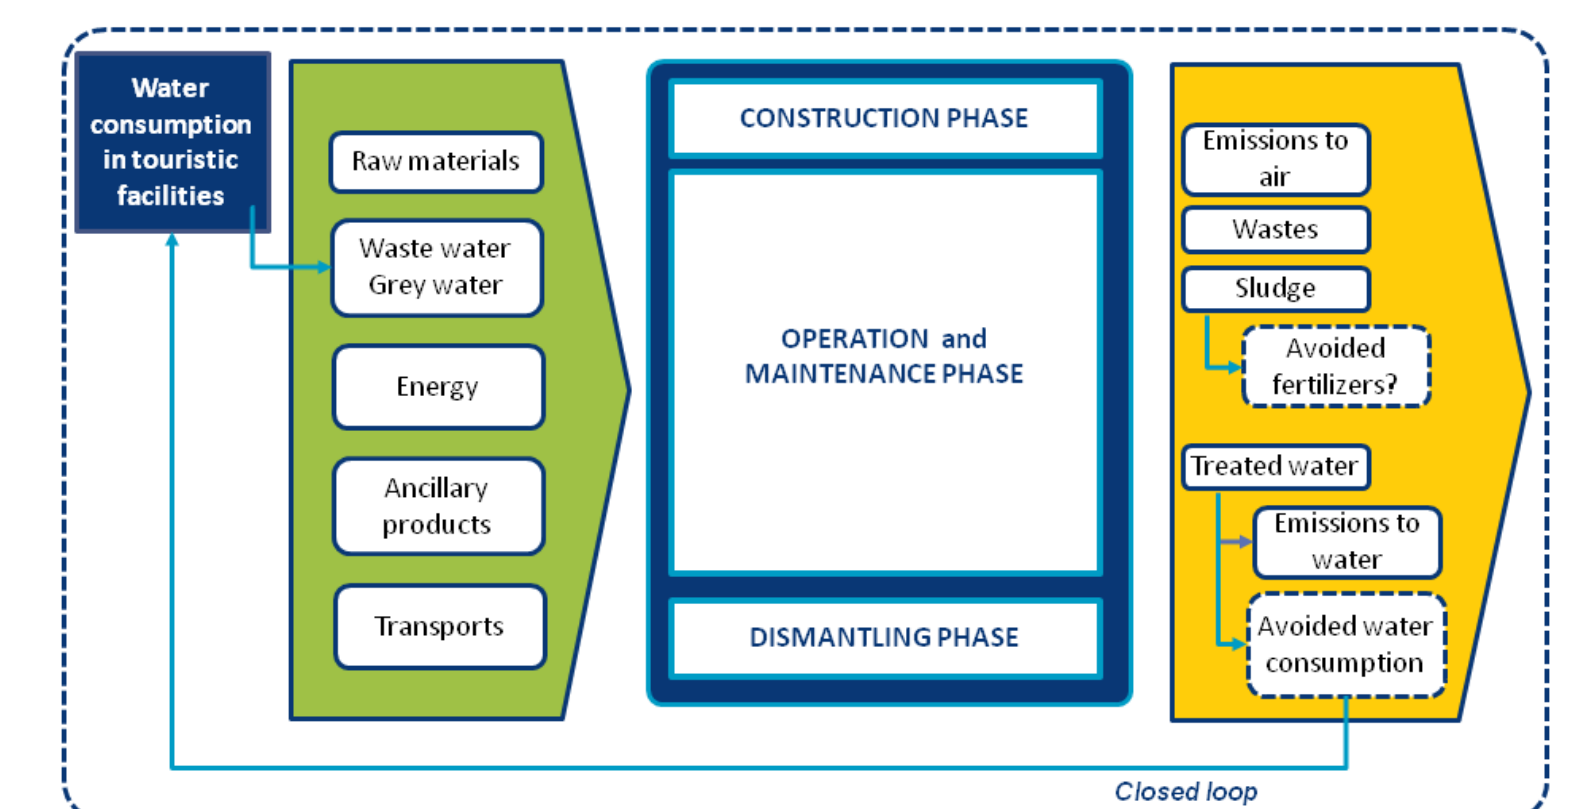 Water
consumption
in touristic
facilities
Raw materials
Waste water
Grey water
Energy
Ancillary
products
Transports
CONSTRUCTION PHASE
OPERATION and
MAINTENANCE PHASE
DISMANTLING PHASE
Emissions to
air
Wastes
Sludge
Avoided
fertilizers?
Treated water
Emissions to
water
Avoided water
consumption
Closed loop